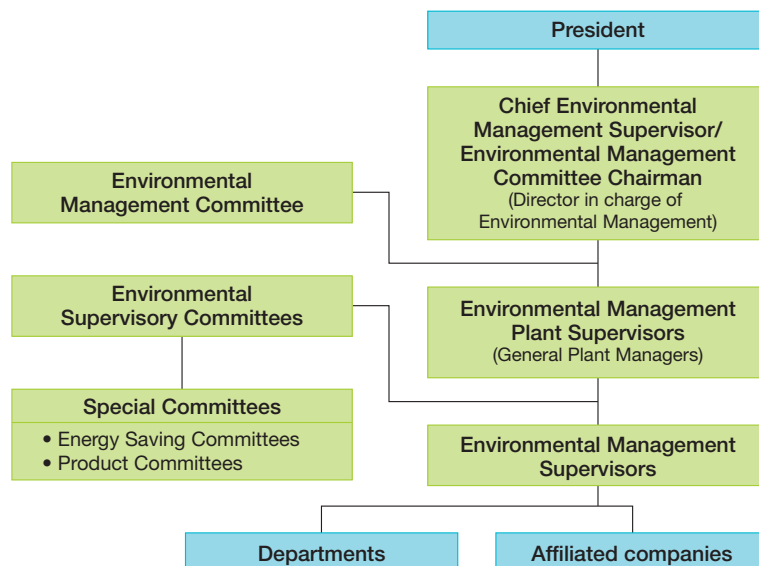 President
Chief Environmental
Management Supervisor/
Environmental Management
Committee Chairman
(Director in charge of
Environmental Management)
Environmental
Management Committee
Environmental
Supervisory Committees
Environmental Management
Plant Supervisors
(General Plant Managers)
Special Committees
• Energy Saving Committees
• Product Committees
Environmental Management
Supervisors
Departments
Affiliated companies